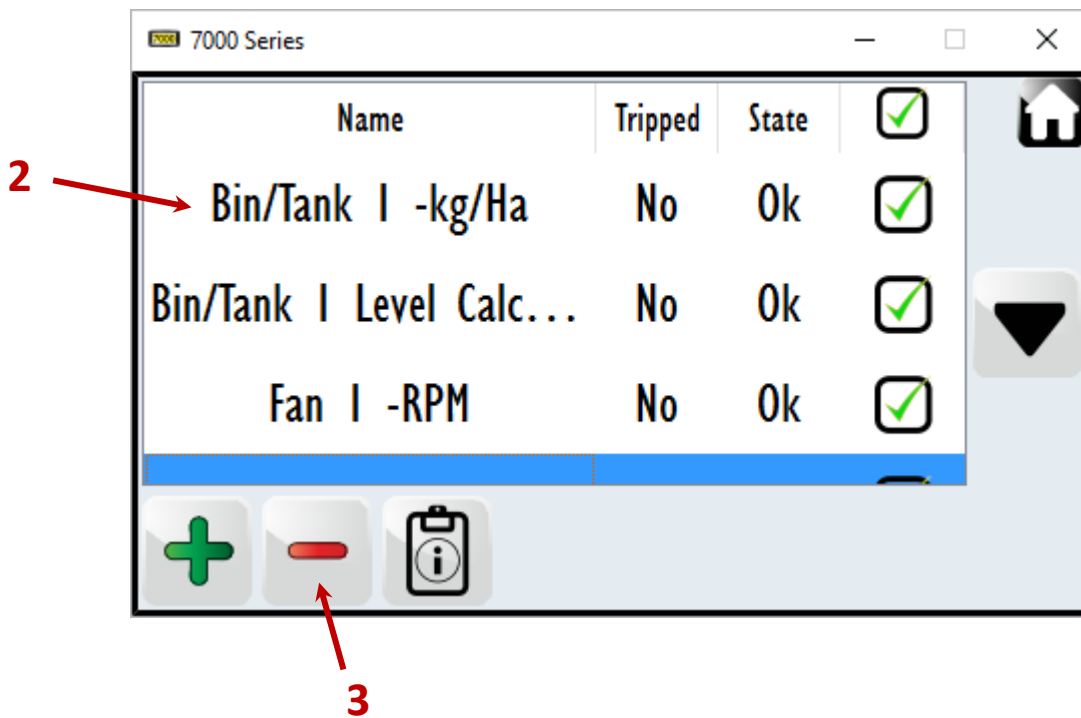 7000 7000 Series
Name Tripped State
2
Bin/Tank 1 -kg/Ha No Ok
Bin/Tank 1 Level Calc... No Ok
Fan 1 -RPM No Ok
i
3